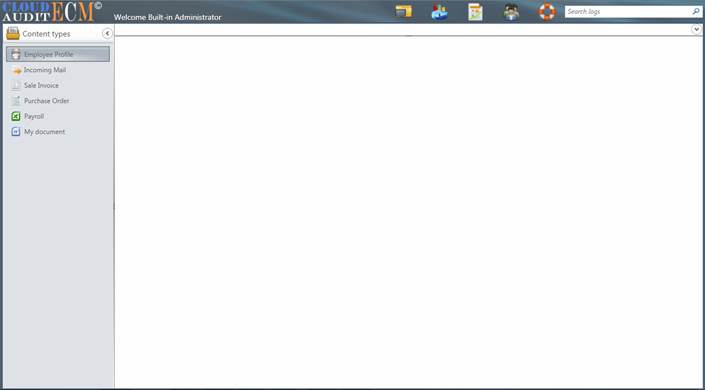 CLOUD
AUDIT ECM©
Welcome Built-in Administrator
Search logs
Content types
Employee Profile
Incoming Mail
Sale Invoice
Purchase Order
Payroll
My document